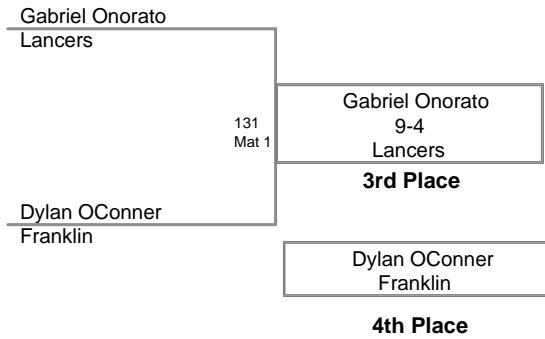 Gabriel Onorato
Lancers
131
Mat 1
Gabriel Onorato
9-4
Lancers
3rd Place
Dylan OConner
Franklin
Dylan OConner
Franklin
4th Place